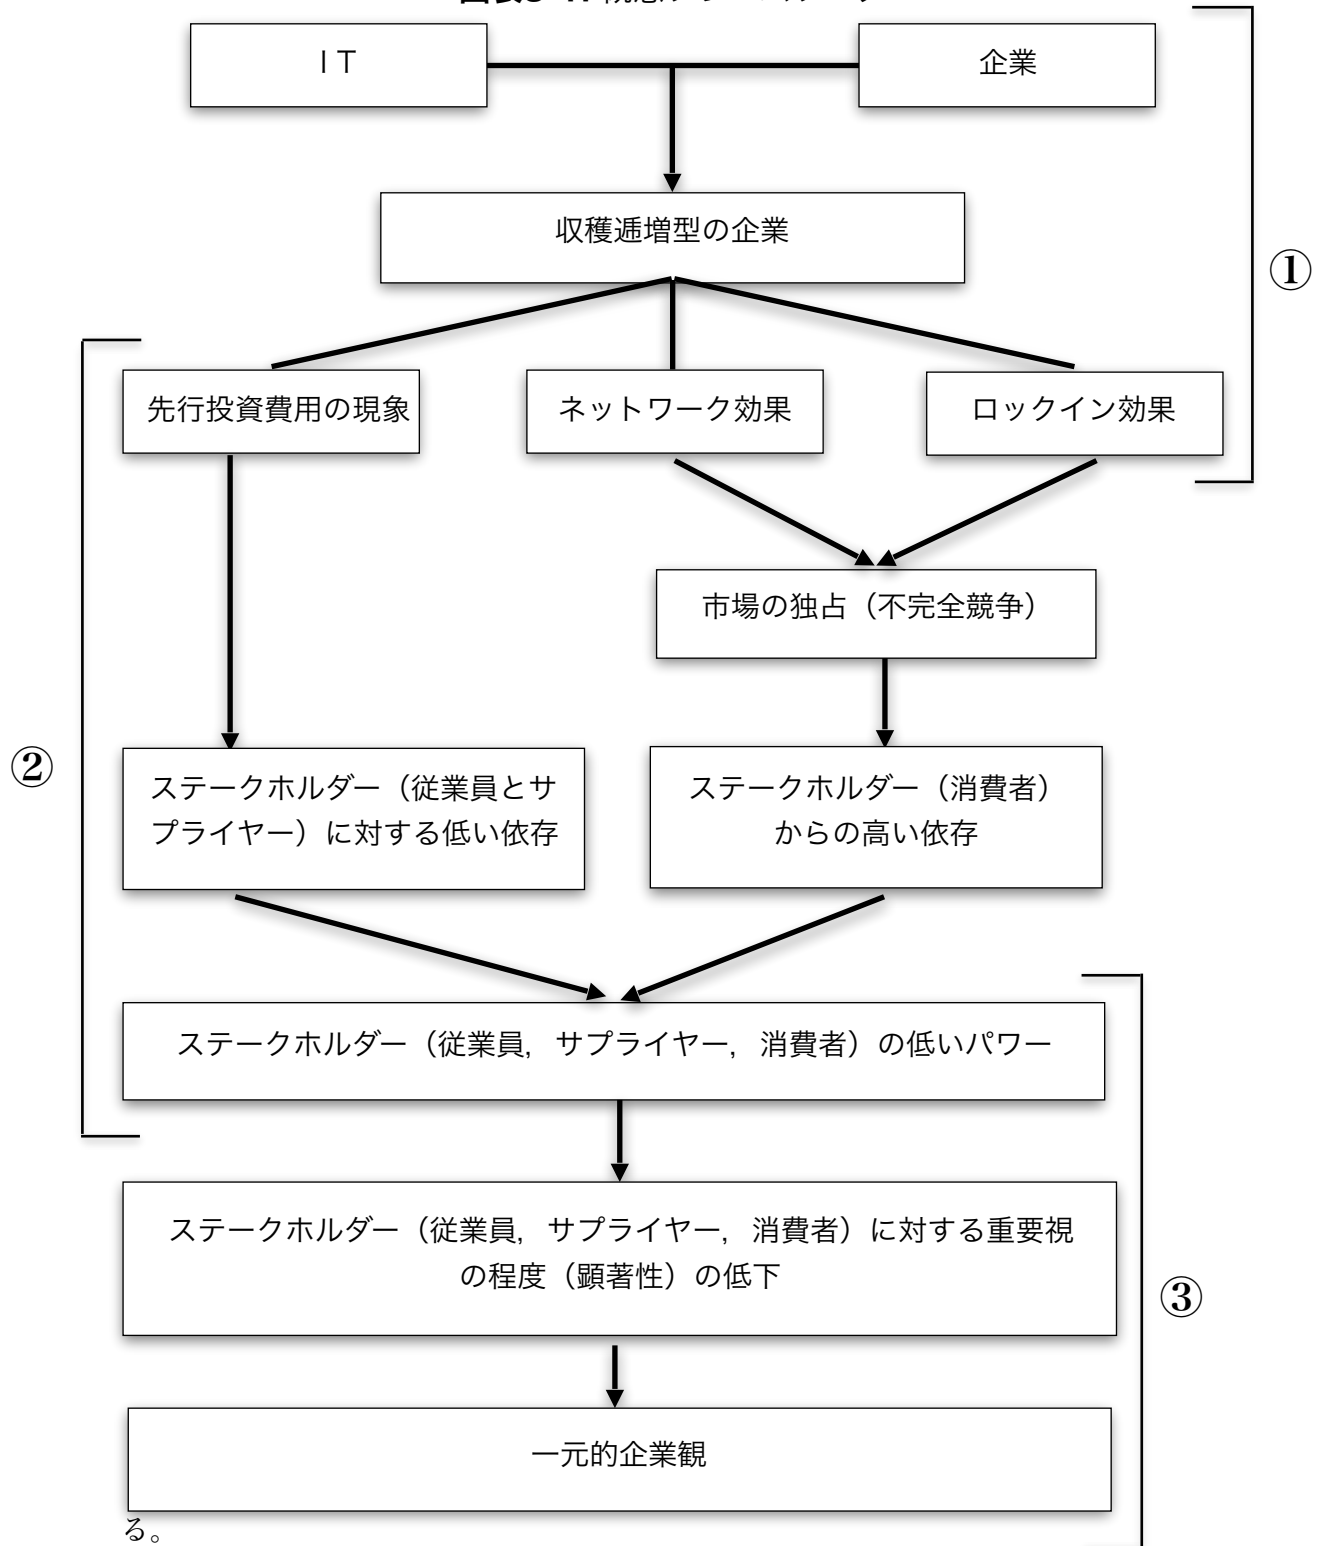 ＩＴ
企業
収穫逓増型の企業
①
先行投資費用の現象
ネットワーク効果
ロックイン効果
市場の独占（不完全競争）
②
ステークホルダー（従業員とサ
プライヤー）に対する低い依存
ステークホルダー（消費者）
からの高い依存
ステークホルダー（従業員，サプライヤー，消費者）の低いパワー
ステークホルダー（従業員，サプライヤー，消費者）に対する重要視
の程度（顕著性）の低下
③
一元的企業観
る。